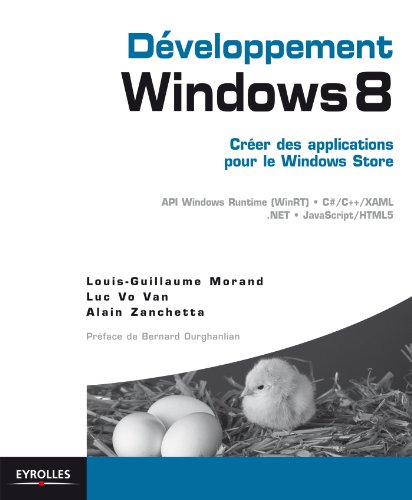 Développement
Windows 8
Créer des applications
pour le Windows Store
API Windows Runtime (WinRT) • C#/C++/XAML
.NET • JavaScript/HTML5
Louis-Guillaume Morand
Luc Vo Van
Alain Zanchetta
Préface de Bernard Ourghanlian
EYROLLES